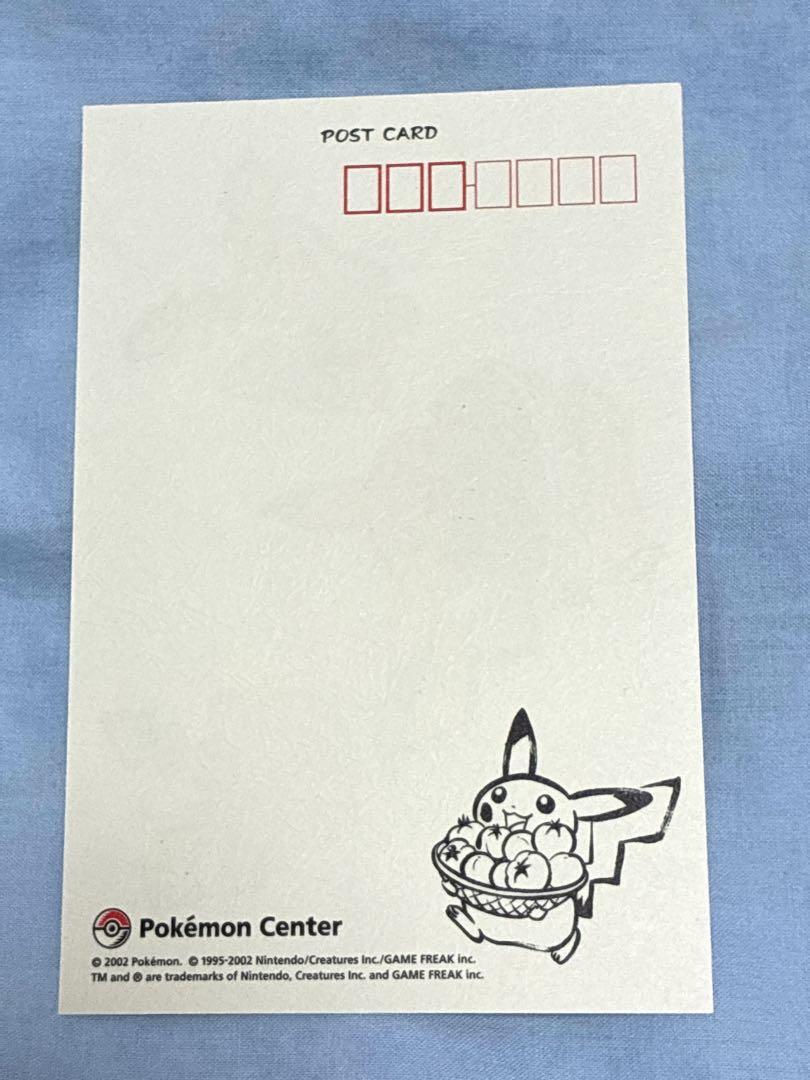 POST CARD
Pokémon Center
© 2002 Pokémon. © 1995-2002 Nintendo/Creatures Inc./GAME FREAK inc.
TM and ® are trademarks of Nintendo, Creatures Inc. and GAME FREAK inc.